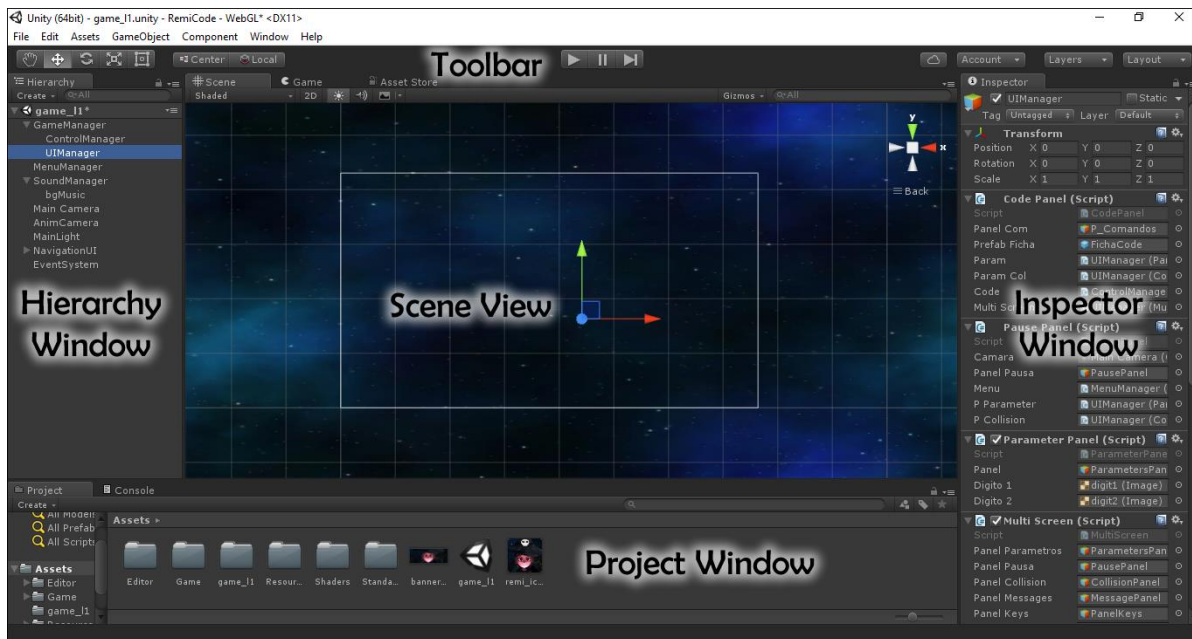 Unity (64bit) - game_l1.unity - RemiCode - WebGL* <DX11>
File Edit Assets GameObject Component Window Help
Center Local
Toolbar
Account Layers Layout
Hierarchy
Create All
game_l1*
GameManager
ControlManager
UIManager
MenuManager
SoundManager
bgMusic
Main Camera
AnimCamera
MainLight
NavigationUI
EventSystem
Hierarchy
Window
Scene Game Asset Store
Shaded 2D Gizmos All
y
x
Back
Scene View
Inspector
UIManager Static
Tag Untagged Layer Default
Transform
Position X 0 Y 0 Z 0
Rotation X 0 Y 0 Z 0
Scale X 1 Y 1 Z 1
Code Panel (Script)
Script CodePanel
Panel Com P_Comandos
Prefab Ficha FichaCode
Param UIManager (Pa
Param Col UIManager (Co
Code ControlManage
Multi Sc (Mu
Inspector
Window
Pause Panel (Script)
Script
Camara Main Camera (
Panel Pausa PausePanel
Menu MenuManager (
P Parameter UIManager (Pa
P Collision UIManager (Co
Parameter Panel (Script)
Script ParameterPane
Panel ParametersPan
Digito 1 digit1 (Image)
Digito 2 digit2 (Image)
Multi Screen (Script)
Script MultiScreen
Panel Parametros ParametersPan
Panel Pausa PausePanel
Panel Collision CollisionPanel
Panel Messages MessagePanel
Panel Keys PanelKeys
Project Console
Create
All Models
All Prefab
All Scripts
Assets
Editor
Game
game_l1
Assets
Editor Game game_l1 Resour... Shaders Standa... banner... game_l1 remi_ic...
Project Window